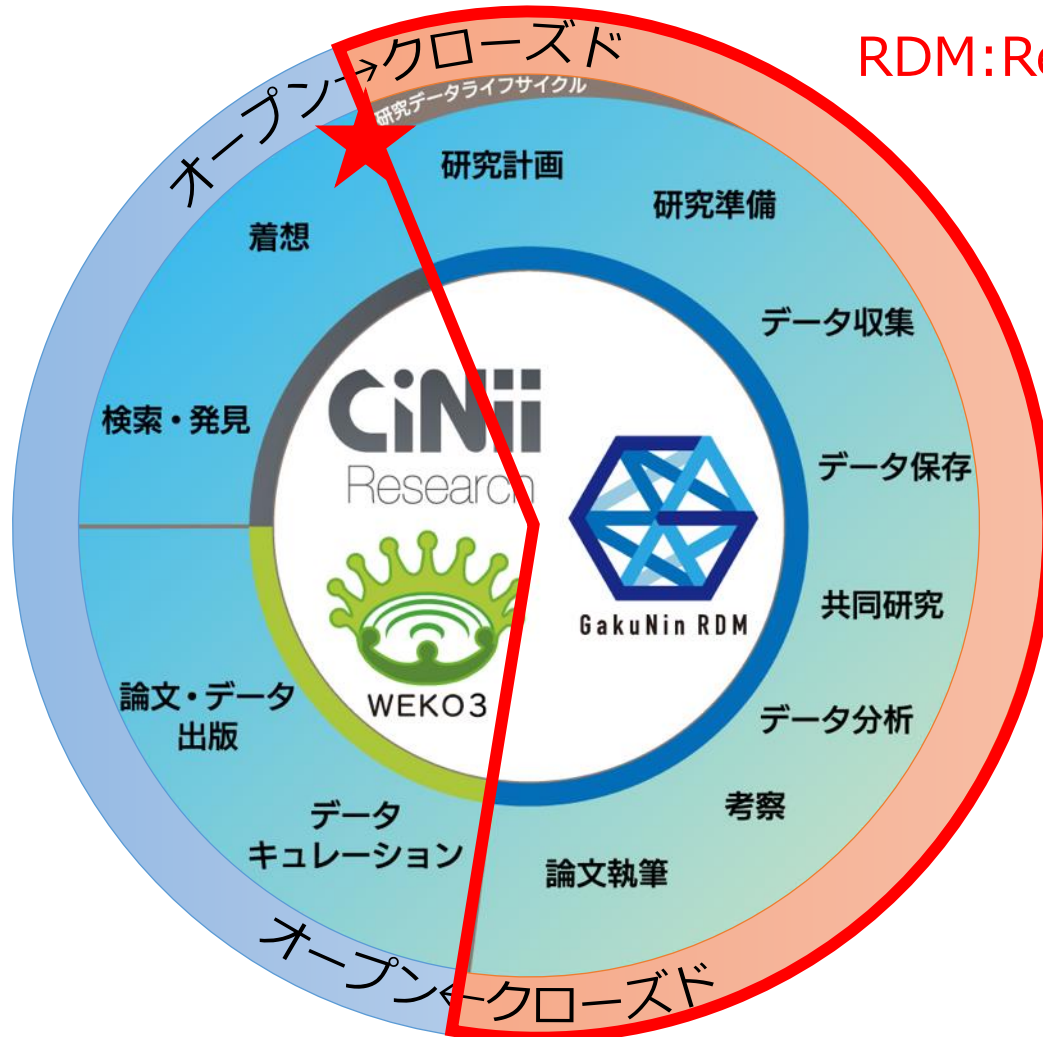 RDM:Re
オープン→クローズド
研究データライフサイクル
研究計画
研究準備
着想
データ収集
検索・発見
データ保存
CiNii
Research
GakuNin RDM
共同研究
WEKO3
論文・データ
出版
データ分析
考察
データ
キュレーション
論文執筆
オープン←クローズド